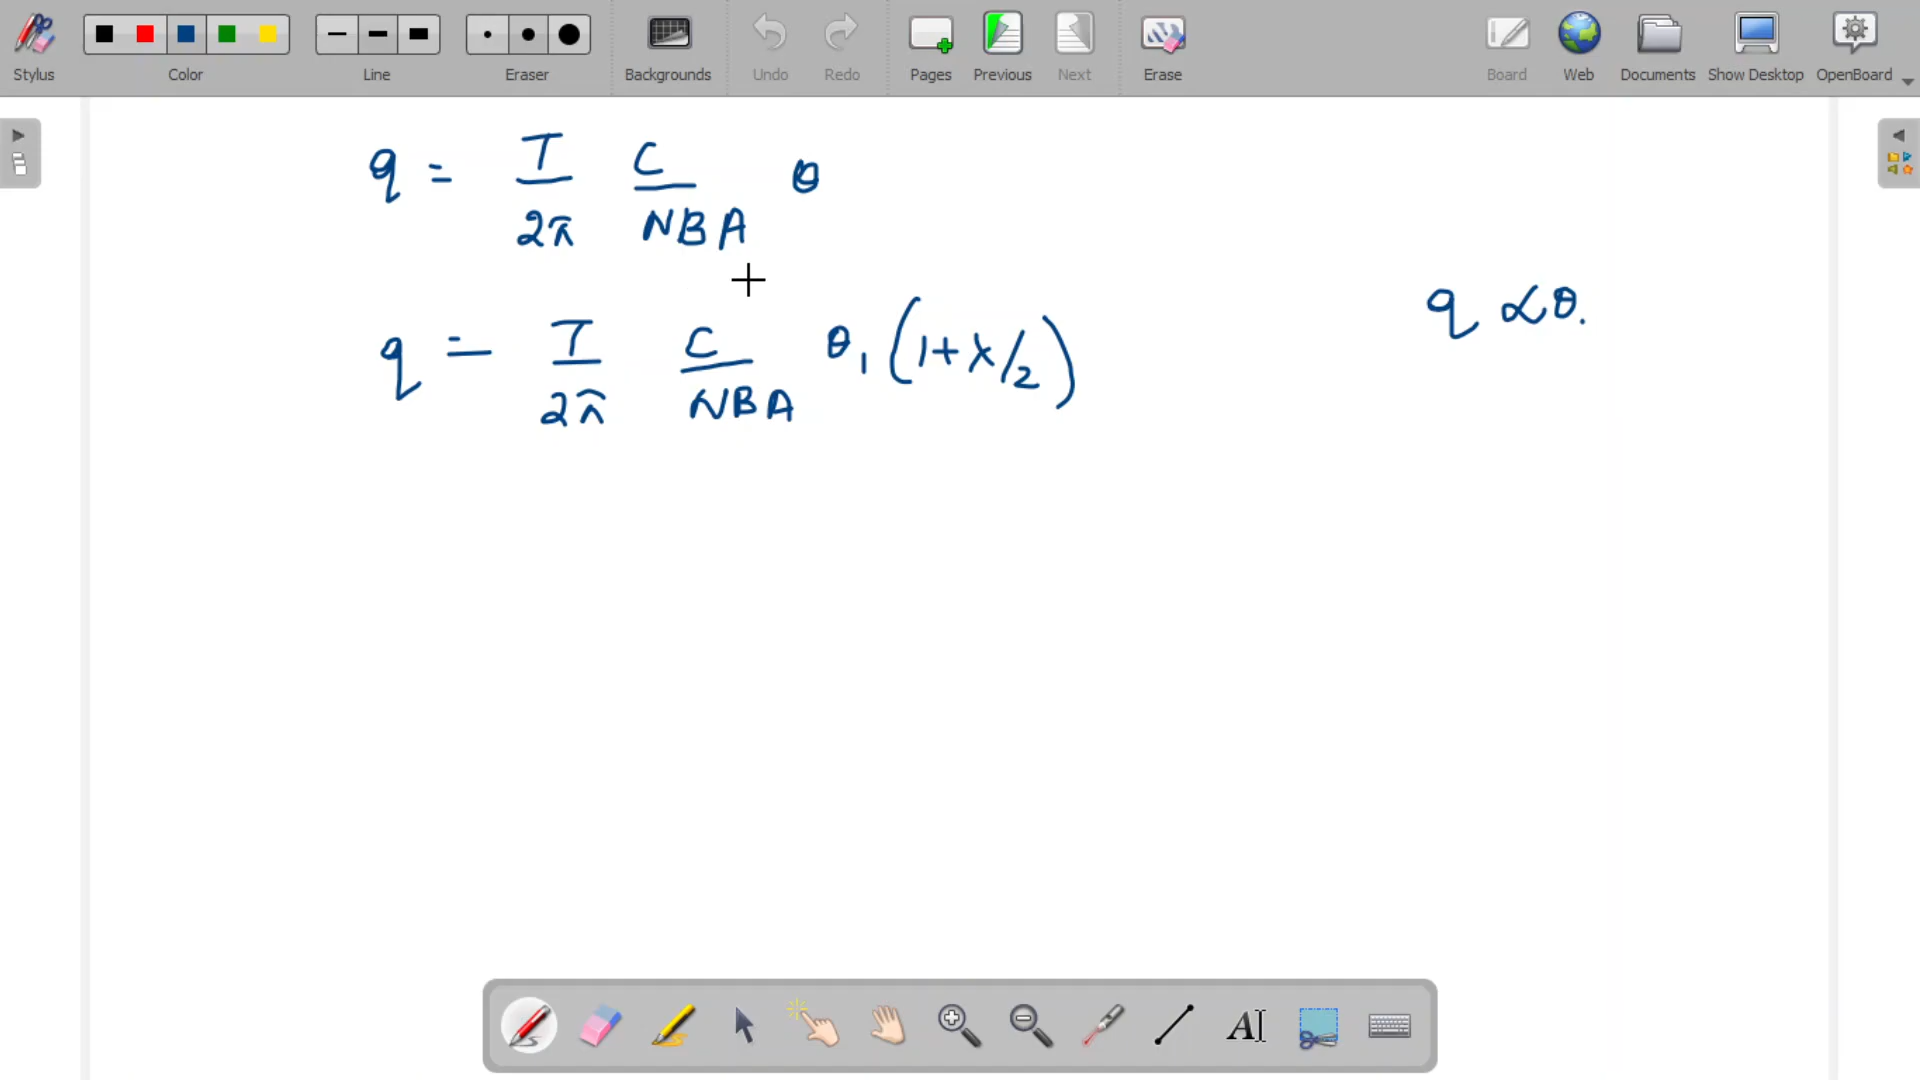 Stylus Color Line Eraser Backgrounds Undo Redo Pages Previous Next Erase Board Web Documents Show Desktop OpenBoard
q = T/2π C/NBA θ
q ∝ θ.
q = T/2π C/NBA θ₁ (1+λ/2)